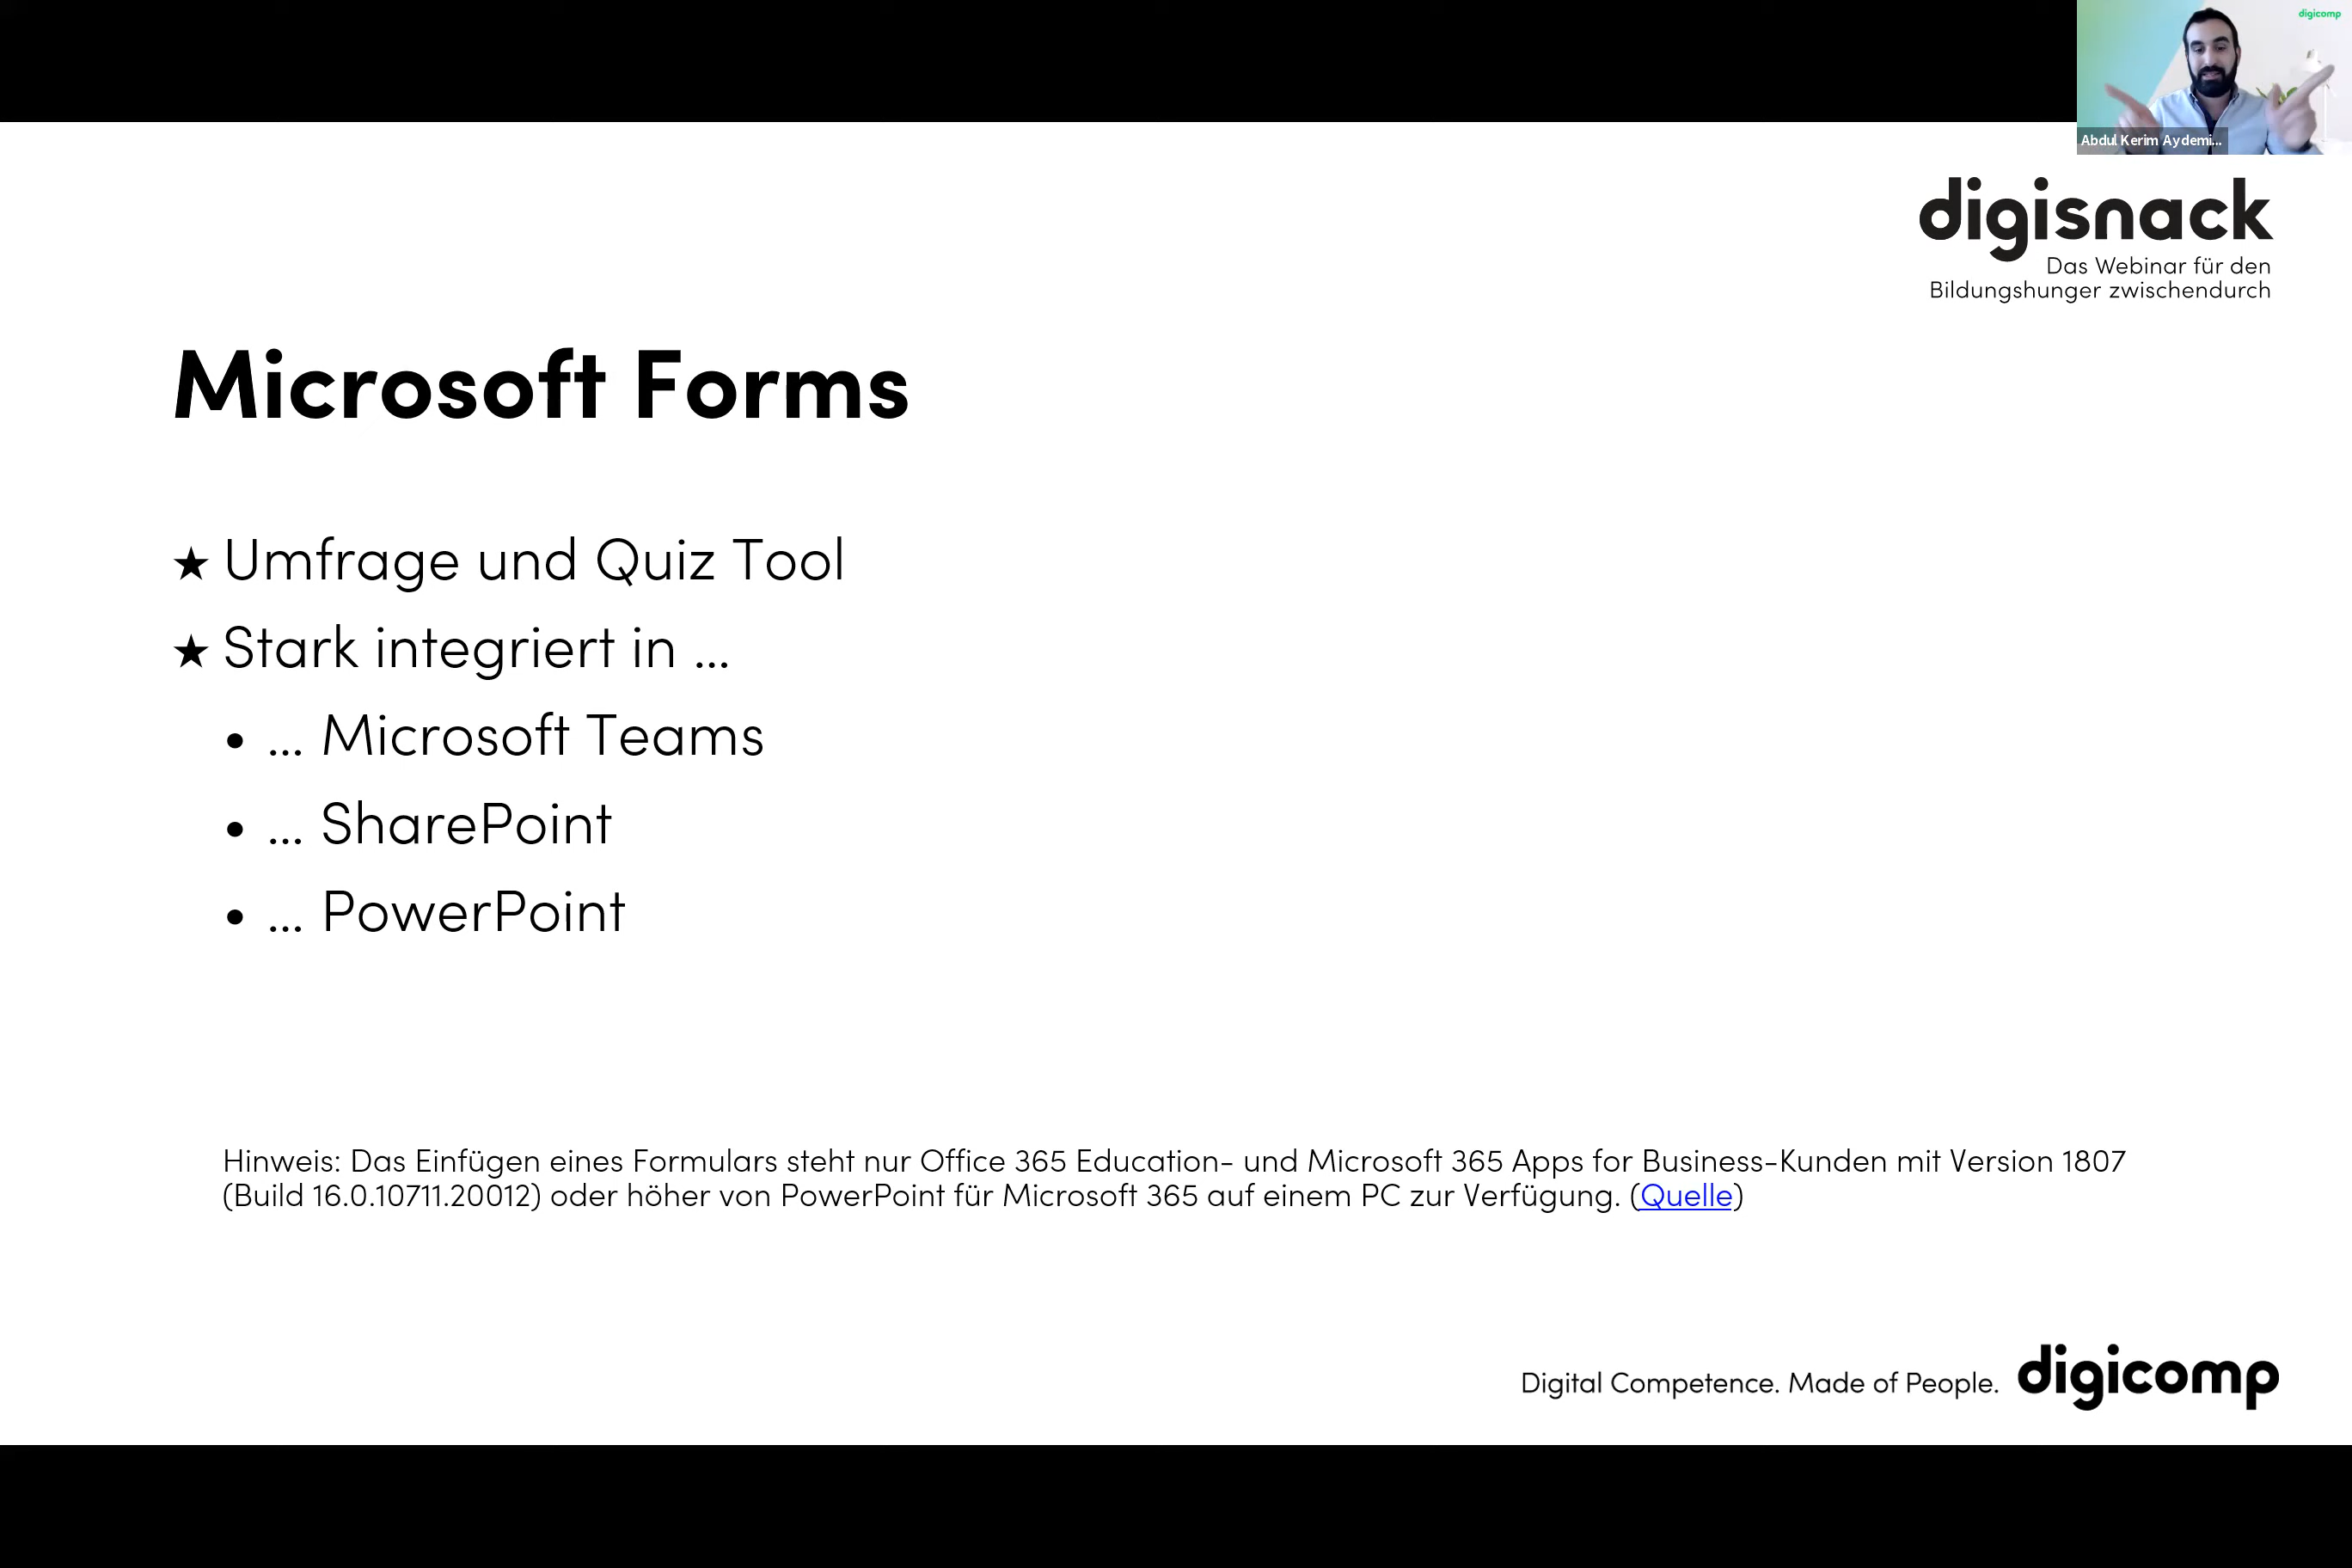 digicomp
Abdul Kerim Aydemi...
digisnack
Das Webinar für den
Bildungshunger zwischendurch
Microsoft Forms
★ Umfrage und Quiz Tool
★ Stark integriert in ...
• ... Microsoft Teams
• ... SharePoint
• ... PowerPoint
Hinweis: Das Einfügen eines Formulars steht nur Office 365 Education- und Microsoft 365 Apps for Business-Kunden mit Version 1807
(Build 16.0.10711.20012) oder höher von PowerPoint für Microsoft 365 auf einem PC zur Verfügung. (Quelle)
Digital Competence. Made of People. digicomp